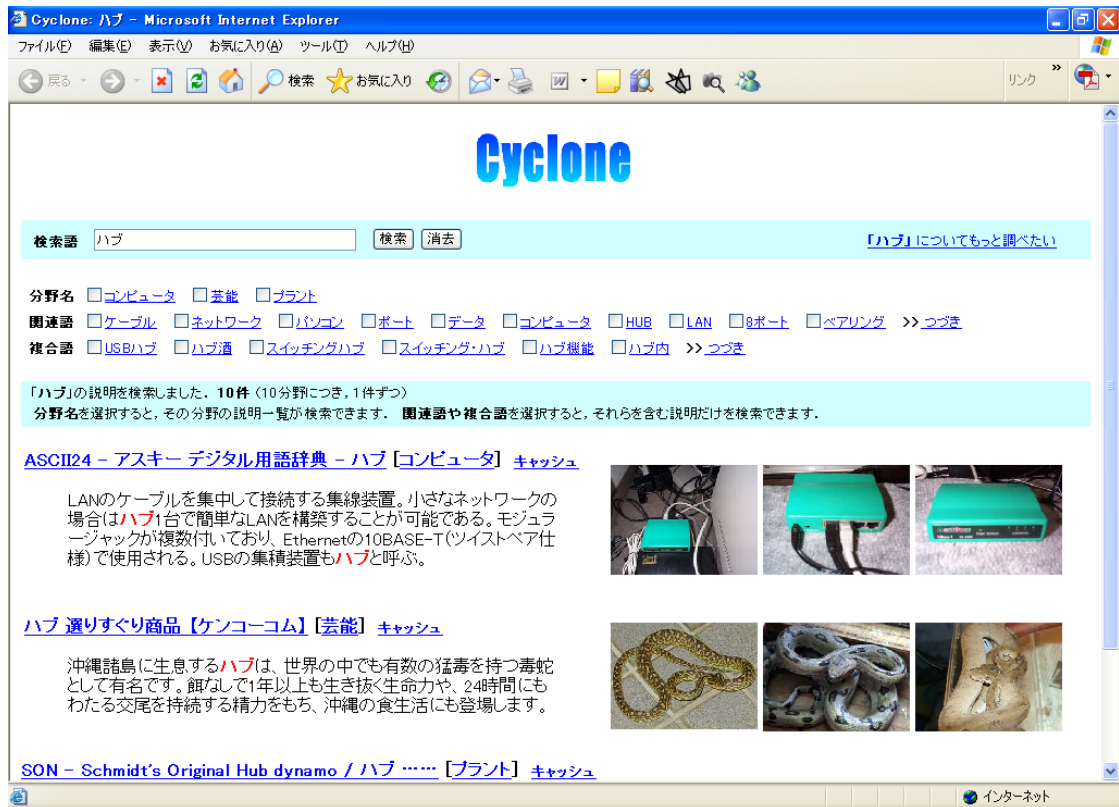 Cyclone: ハブ - Microsoft Internet Explorer
ファイル(F) 編集(E) 表示(V) お気に入り(A) ツール(T) ヘルプ(H)
戻る 検索 お気に入り リンク »
Cyclone
検索語 ハブ 検索 消去 「ハブ」についてもっと調べたい
分野名 コンピュータ 芸能 プラント
関連語 ケーブル ネットワーク パソコン ポート データ コンピュータ HUB LAN 8ポート ベアリング >> つづき
複合語 USBハブ ハブ酒 スイッチングハブ スイッチング・ハブ ハブ機能 ハブ内 >> つづき
「ハブ」の説明を検索しました. 10件 (10分野につき, 1件ずつ)
分野名を選択すると, その分野の説明一覧が検索できます. 関連語や複合語を選択すると, それらを含む説明だけを検索できます.
ASCII24 - アスキー デジタル用語辞典 - ハブ [コンピュータ] キャッシュ
LANのケーブルを集中して接続する集線装置。小さなネットワークの
場合はハブ1台で簡単なLANを構築することが可能である。モジュラ
ージャックが複数付いており、Ethernetの10BASE-T(ツイストペア仕
様)で使用される。USBの集積装置もハブと呼ぶ。
ハブ 選りすぐり商品【ケンコーコム】 [芸能] キャッシュ
沖縄諸島に生息するハブは、世界の中でも有数の猛毒を持つ毒蛇
として有名です。餌なしで1年以上も生き抜く生命力や、24時間にも
わたる交尾を持続する精力をもち、沖縄の食生活にも登場します。
SON - Schmidt's Original Hub dynamo / ハブ …… [プラント] キャッシュ
インターネット